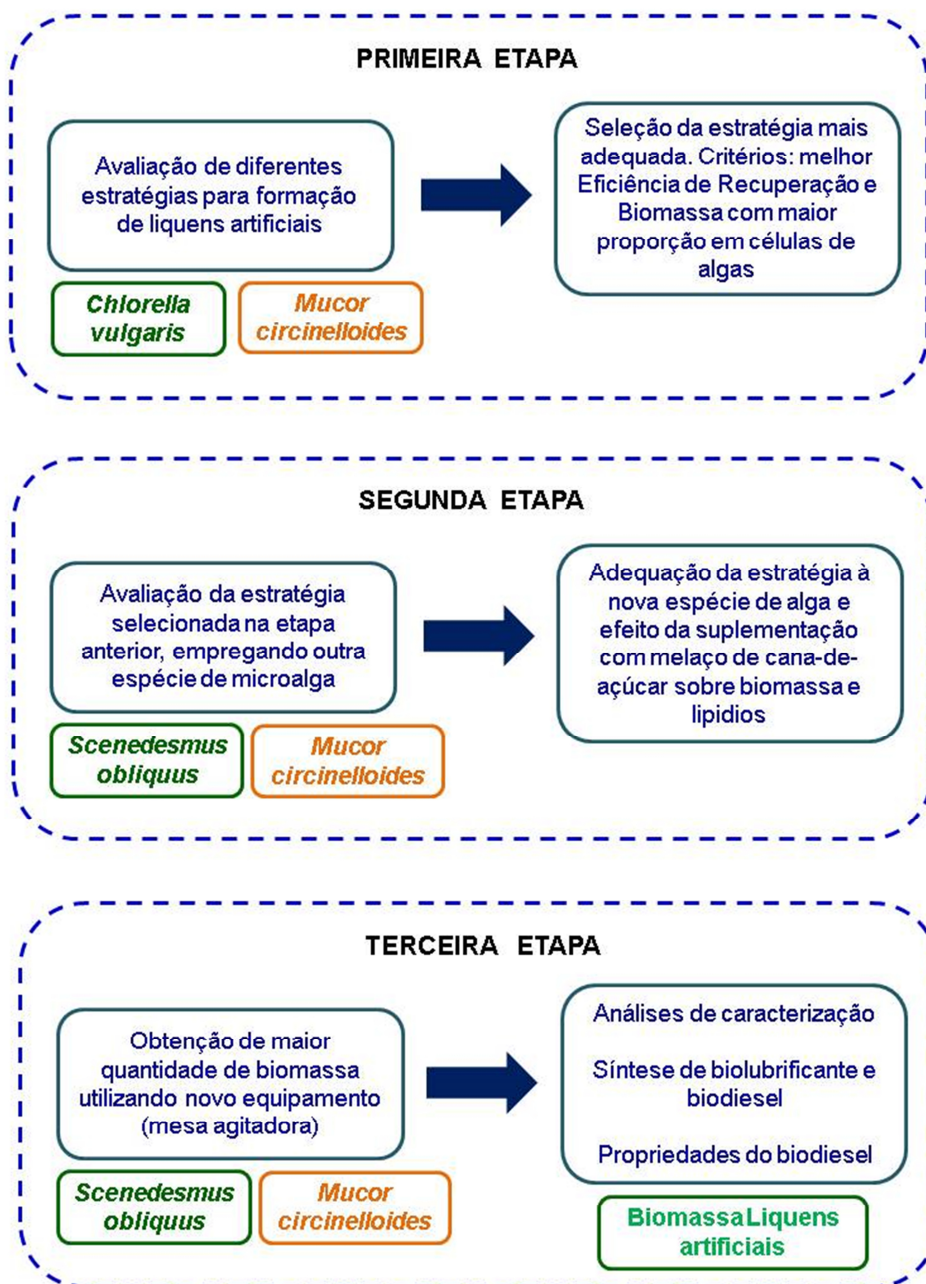 PRIMEIRA ETAPA
Avaliação de diferentes
estratégias para formação
de liquens artificiais
Chlorella
vulgaris
Mucor
circinelloides
Seleção da estratégia mais
adequada. Critérios: melhor
Eficiência de Recuperação e
Biomassa com maior
proporção em células de
algas
SEGUNDA ETAPA
Avaliação da estratégia
selecionada na etapa
anterior, empregando outra
espécie de microalga
Scenedesmus
obliquus
Mucor
circinelloides
Adequação da estratégia à
nova espécie de alga e
efeito da suplementação
com melaço de cana-de-
açúcar sobre biomassa e
lipidios
TERCEIRA ETAPA
Obtenção de maior
quantidade de biomassa
utilizando novo equipamento
(mesa agitadora)
Scenedesmus
obliquus
Mucor
circinelloides
Análises de caracterização
Síntese de biolubrificante e
biodiesel
Propriedades do biodiesel
Biomassa Liquens
artificiais